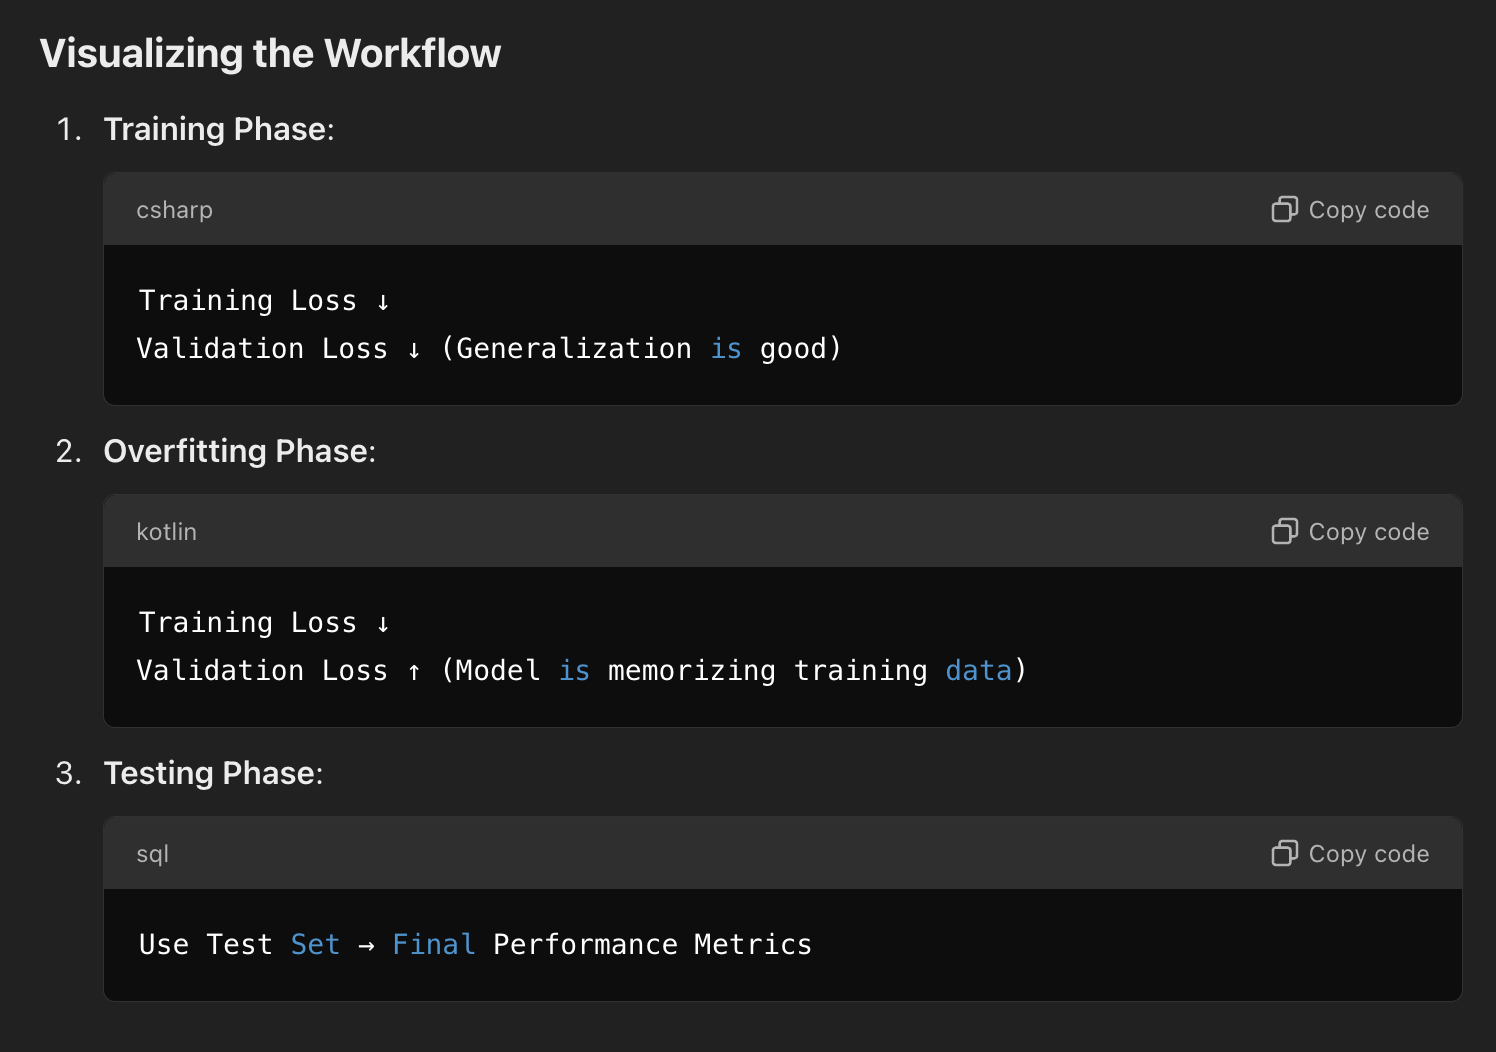 Visualizing the Workflow
1. Training Phase:
csharp
Copy code
Training Loss ↓
Validation Loss ↓ (Generalization is good)
2. Overfitting Phase:
kotlin
Copy code
Training Loss ↓
Validation Loss ↑ (Model is memorizing training data)
3. Testing Phase:
sql
Copy code
Use Test Set → Final Performance Metrics